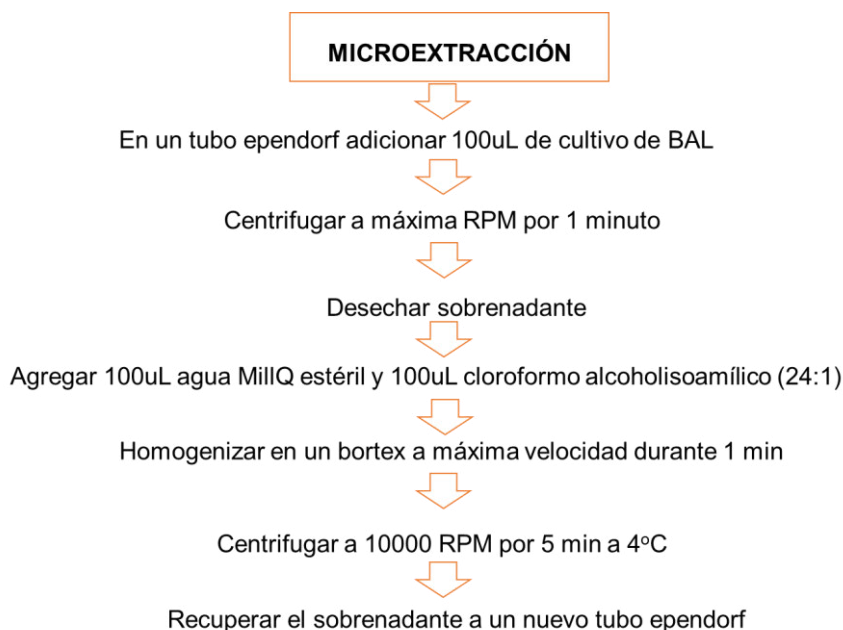 MICROEXTRACCIÓN
En un tubo ependorf adicionar 100uL de cultivo de BAL
Centrifugar a máxima RPM por 1 minuto
Desechar sobrenadante
Agregar 100uL agua MillQ estéril y 100uL cloroformo alcoholisoamílico (24:1)
Homogenizar en un bortex a máxima velocidad durante 1 min
Centrifugar a 10000 RPM por 5 min a 4°C
Recuperar el sobrenadante a un nuevo tubo ependorf